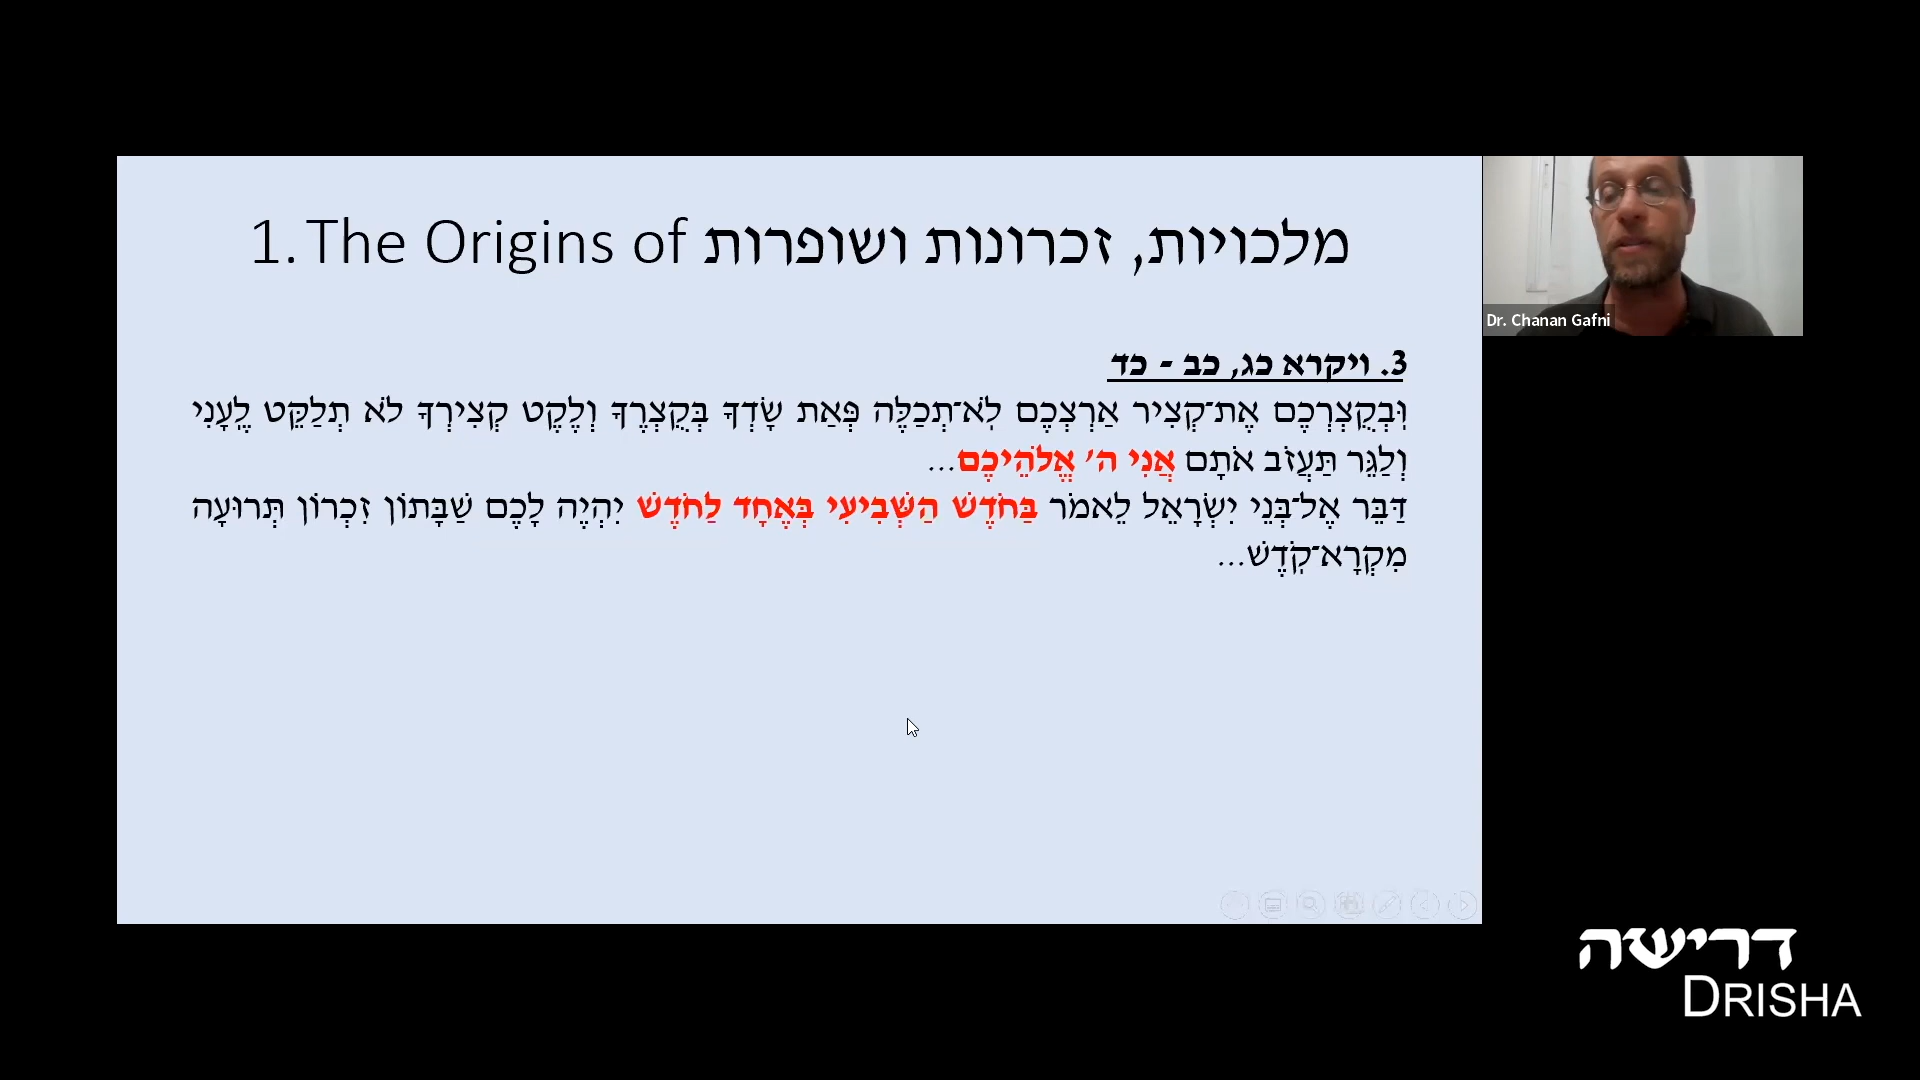 1. The Origins of מלכויות, זכרונות ושופרות
3. ויקרא כג, כב - כד
וּבְקֻצְרְכֶם אֶת־קְצִיר אַרְצְכֶם לֹא־תְכַלֶּה פְּאַת שָׂדְךָ בְּקֻצְרֶךָ וְלֶקֶט קְצִירְךָ לֹא תְלַקֵּט לֶעָנִי
וְלַגֵּר תַּעֲזֹב אֹתָם אֲנִי ה' אֱלֹהֵיכֶם...
דַּבֵּר אֶל־בְּנֵי יִשְׂרָאֵל לֵאמֹר בַּחֹדֶשׁ הַשְּׁבִיעִי בְּאֶחָד לַחֹדֶשׁ יִהְיֶה לָכֶם שַׁבָּתוֹן זִכְרוֹן תְּרוּעָה
מִקְרָא־קֹדֶשׁ...
Dr. Chanan Gafni
דרישה
DRISHA